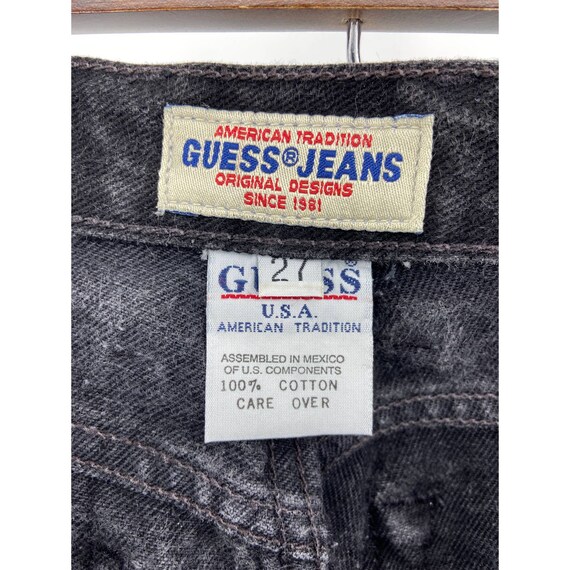 AMERICAN TRADITION
GUESS® JEANS
ORIGINAL DESIGNS
SINCE 1981
27
G SS®
U.S.A.
AMERICAN TRADITION
ASSEMBLED IN MEXICO
OF U.S. COMPONENTS
100% COTTON
CARE OVER